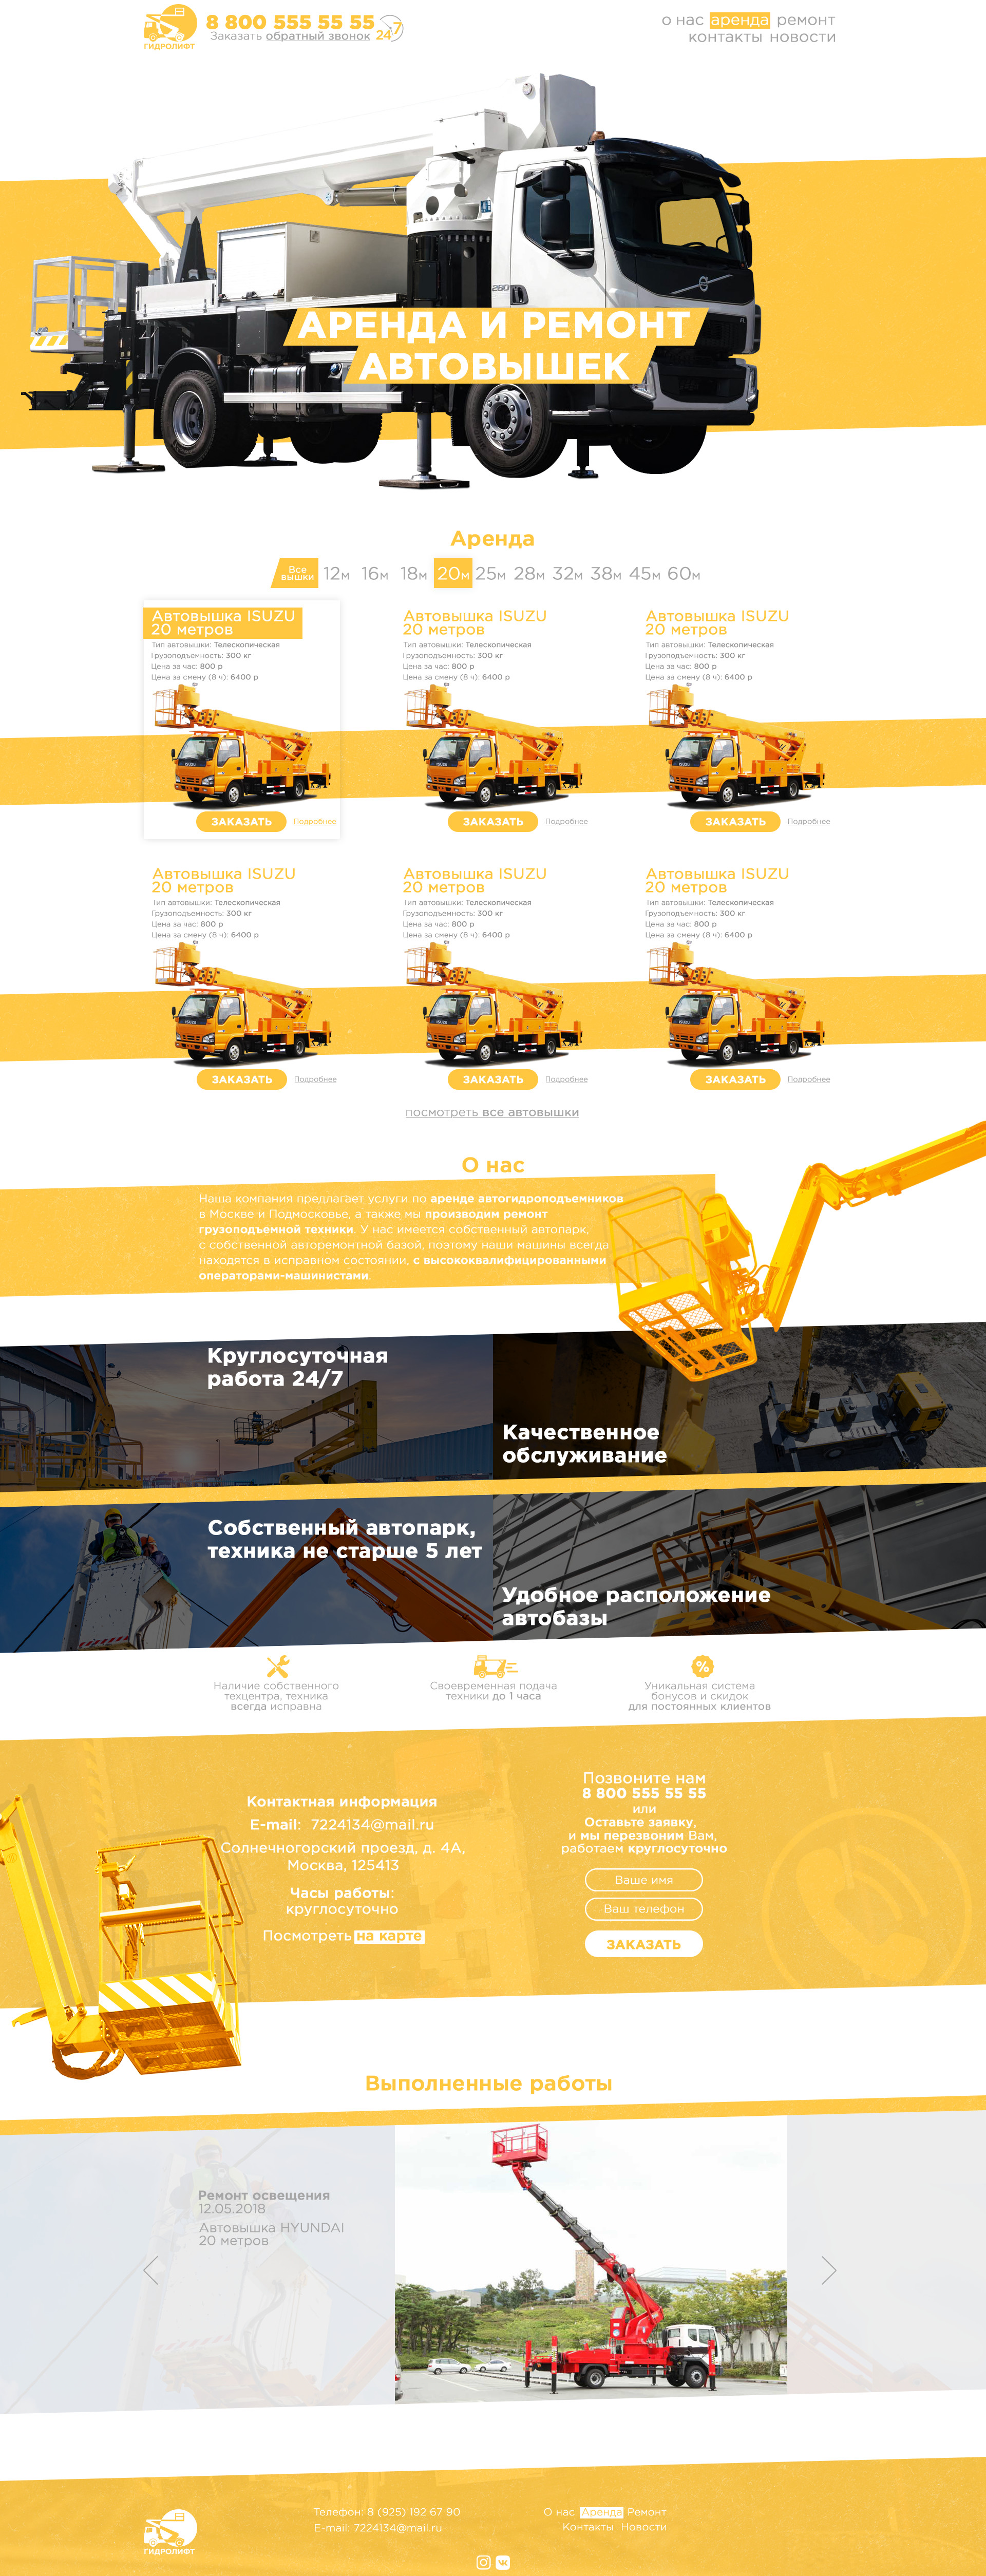 ГИДРОЛИФТ
8 800 555 55 55
Заказать обратный звонок
24/7
о нас аренда ремонт
контакты новости
АРЕНДА И РЕМОНТ
АВТОВЫШЕК
Аренда
Все
вышки
12м 16м 18м 20м 25м 28м 32м 38м 45м 60м
Автовышка ISUZU
20 метров
Тип автовышки: Телескопическая
Грузоподъемность: 300 кг
Цена за час: 800 р
Цена за смену (8 ч): 6400 р
ЗАКАЗАТЬ Подробнее
Автовышка ISUZU
20 метров
Тип автовышки: Телескопическая
Грузоподъемность: 300 кг
Цена за час: 800 р
Цена за смену (8 ч): 6400 р
ЗАКАЗАТЬ Подробнее
Автовышка ISUZU
20 метров
Тип автовышки: Телескопическая
Грузоподъемность: 300 кг
Цена за час: 800 р
Цена за смену (8 ч): 6400 р
ЗАКАЗАТЬ Подробнее
Автовышка ISUZU
20 метров
Тип автовышки: Телескопическая
Грузоподъемность: 300 кг
Цена за час: 800 р
Цена за смену (8 ч): 6400 р
ЗАКАЗАТЬ Подробнее
Автовышка ISUZU
20 метров
Тип автовышки: Телескопическая
Грузоподъемность: 300 кг
Цена за час: 800 р
Цена за смену (8 ч): 6400 р
ЗАКАЗАТЬ Подробнее
Автовышка ISUZU
20 метров
Тип автовышки: Телескопическая
Грузоподъемность: 300 кг
Цена за час: 800 р
Цена за смену (8 ч): 6400 р
ЗАКАЗАТЬ Подробнее
посмотреть все автовышки
О нас
Наша компания предлагает услуги по аренде автогидроподъемников
в Москве и Подмосковье, а также мы производим ремонт
грузоподъемной техники. У нас имеется собственный автопарк,
с собственной авторемонтной базой, поэтому наши машины всегда
находятся в исправном состоянии, с высококвалифицированными
операторами-машинистами.
Круглосуточная
работа 24/7
Качественное
обслуживание
Собственный автопарк,
техника не старше 5 лет
Удобное расположение
автобазы
Наличие собственного
техцентра, техника
всегда исправна
Своевременная подача
техники до 1 часа
%
Уникальная система
бонусов и скидок
для постоянных клиентов
Контактная информация
E-mail: 7224134@mail.ru
Солнечногорский проезд, д. 4А,
Москва, 125413
Часы работы:
круглосуточно
Посмотреть на карте
Позвоните нам
8 800 555 55 55
или
Оставьте заявку,
и мы перезвоним Вам,
работаем круглосуточно
Ваше имя
Ваш телефон
ЗАКАЗАТЬ
Выполненные работы
Ремонт освещения
12.05.2018
Автовышка HYUNDAI
20 метров
ГИДРОЛИФТ
Телефон: 8 (925) 192 67 90
E-mail: 7224134@mail.ru
О нас Аренда Ремонт
Контакты Новости